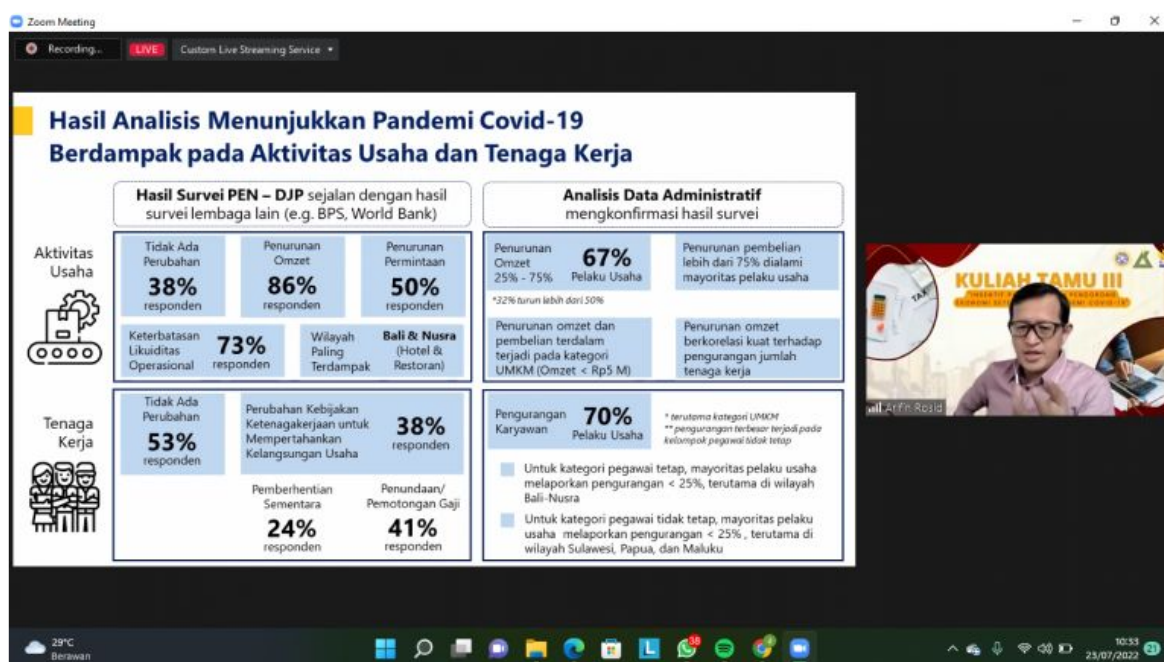 Zoom Meeting
Recording...
LIVE
Custom Live Streaming Service
Hasil Analisis Menunjukkan Pandemi Covid-19
Berdampak pada Aktivitas Usaha dan Tenaga Kerja
Hasil Survei PEN – DJP sejalan dengan hasil
survei lembaga lain (e.g. BPS, World Bank)
Analisis Data Administratif
mengkonfirmasi hasil survei
Aktivitas
Usaha
Tidak Ada
Perubahan
38%
responden
Penurunan
Omzet
86%
responden
Penurunan
Permintaan
50%
responden
Keterbatasan
Likuiditas
Operasional
73%
responden
Wilayah
Paling
Terdampak
Bali & Nusra
(Hotel &
Restoran)
Penurunan
Omzet
25% - 75%
67%
Pelaku Usaha
Penurunan pembelian
lebih dari 75% dialami
mayoritas pelaku usaha
*32% turun lebih dari 50%
Penurunan omzet dan
pembelian terdalam
terjadi pada kategori
UMKM (Omzet < Rp5 M)
Penurunan omzet
berkorelasi kuat terhadap
pengurangan jumlah
tenaga kerja
Tenaga
Kerja
Tidak Ada
Perubahan
53%
responden
Perubahan Kebijakan
Ketenagakerjaan untuk
Mempertahankan
Kelangsungan Usaha
38%
responden
Pemberhentian
Sementara
24%
responden
Penundaan/
Pemotongan Gaji
41%
responden
Pengurangan
Karyawan
70%
Pelaku Usaha
* terutama kategori UMKM
** pengurangan terbesar terjadi pada
kelompok pegawai tidak tetap
Untuk kategori pegawai tetap, mayoritas pelaku usaha
melaporkan pengurangan < 25%, terutama di wilayah
Bali-Nusra
Untuk kategori pegawai tidak tetap, mayoritas pelaku
usaha melaporkan pengurangan < 25% , terutama di
wilayah Sulawesi, Papua, dan Maluku
KULIAH TAMU III
TAX
Arifin Rosid
29°C
Berawan
L
38
4
10:33
23/07/2022
21